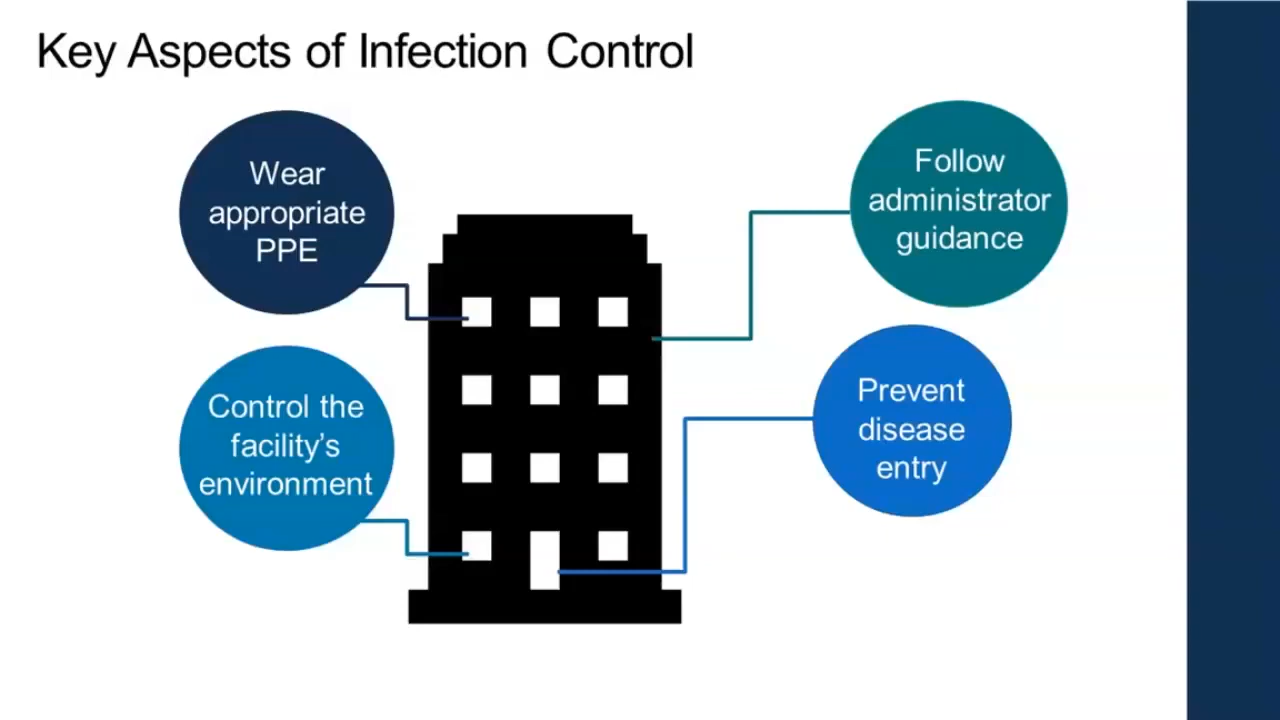 Key Aspects of Infection Control
Wear
appropriate
PPE
Follow
administrator
guidance
Control the
facility’s
environment
Prevent
disease
entry